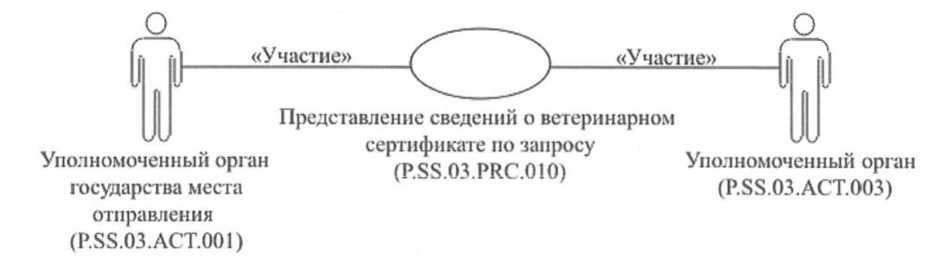 «Участие»
«Участие»
Представление сведений о ветеринарном
сертификате по запросу
(P.SS.03.PRC.010)
Уполномоченный орган
государства места
отправления
(P.SS.03.ACT.001)
Уполномоченный орган
(P.SS.03.ACT.003)